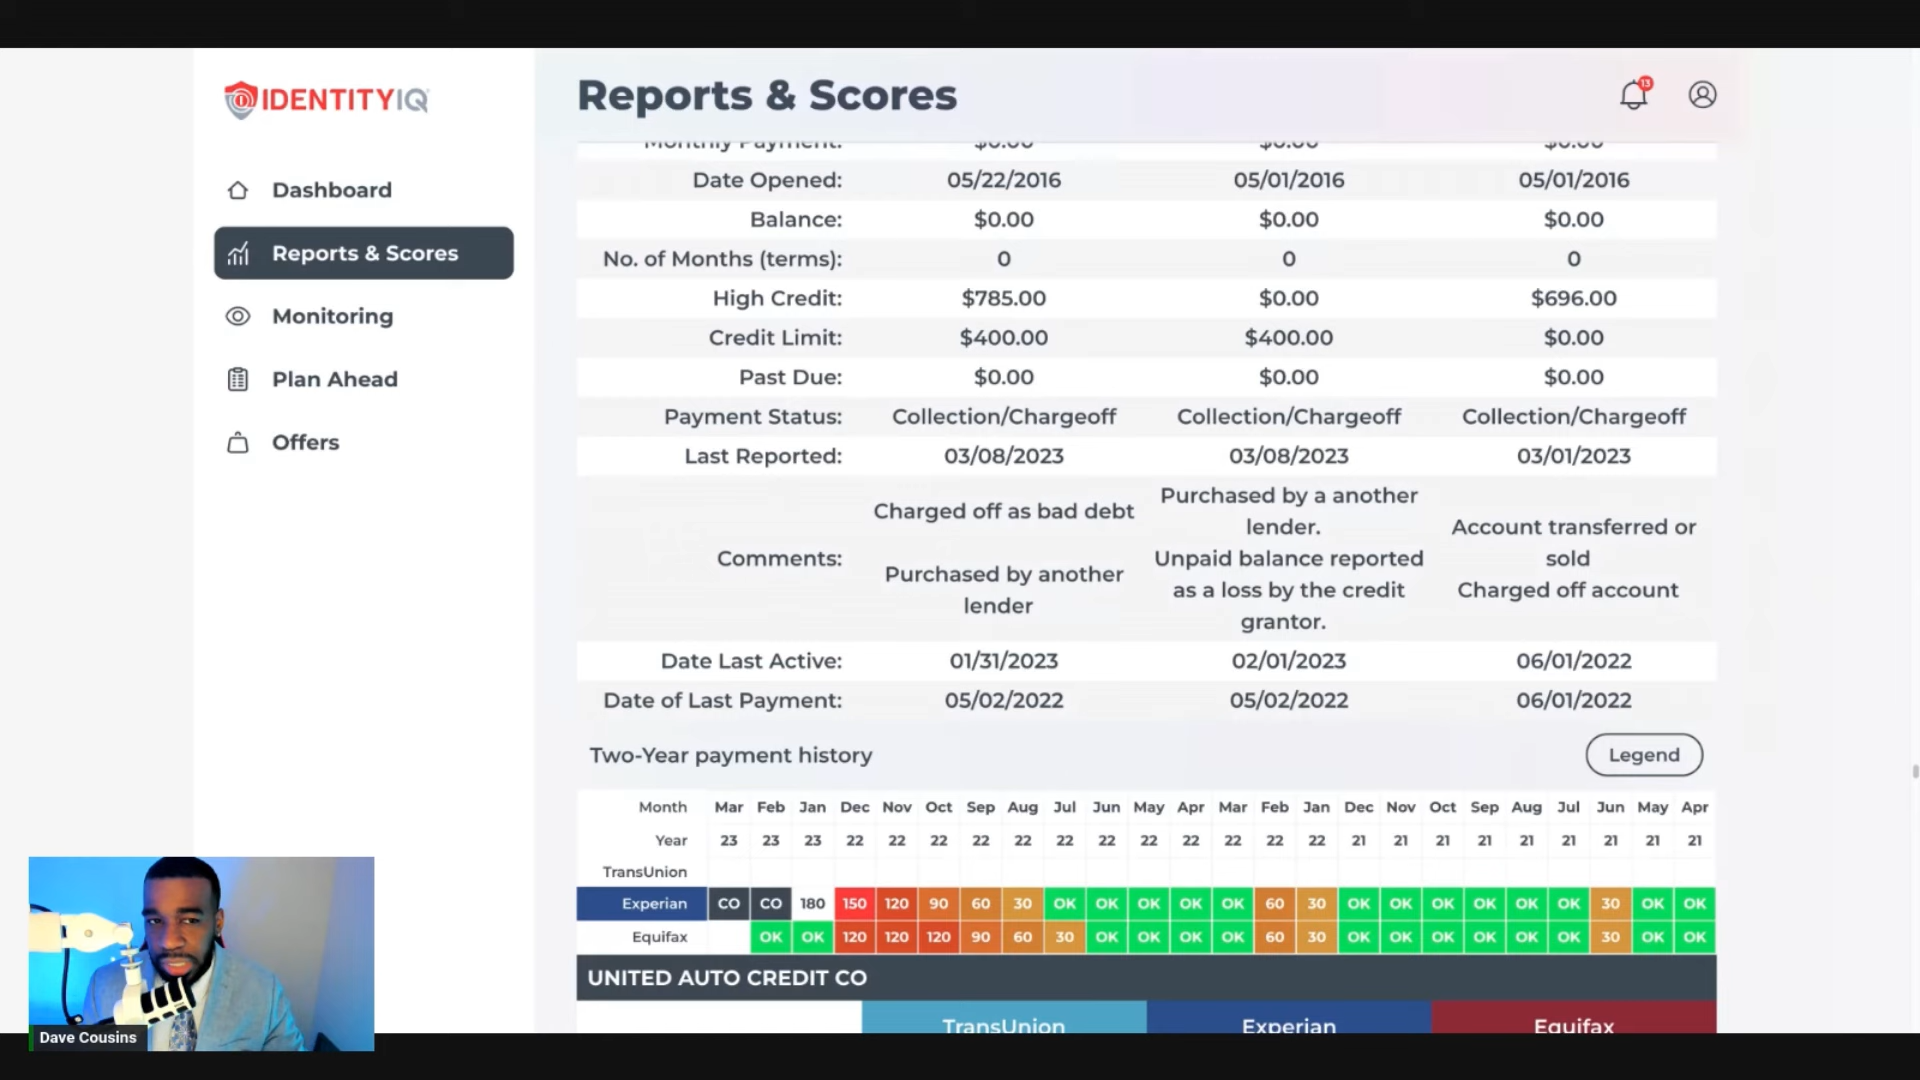 IDENTITYIQ
Reports & Scores
13
Dashboard
Reports & Scores
Monitoring
Plan Ahead
Offers
Monthly Payment: $0.00 $0.00 $0.00
Date Opened: 05/22/2016 05/01/2016 05/01/2016
Balance: $0.00 $0.00 $0.00
No. of Months (terms): 0 0 0
High Credit: $785.00 $0.00 $696.00
Credit Limit: $400.00 $400.00 $0.00
Past Due: $0.00 $0.00 $0.00
Payment Status: Collection/Chargeoff Collection/Chargeoff Collection/Chargeoff
Last Reported: 03/08/2023 03/08/2023 03/01/2023
Comments:
Charged off as bad debt
Purchased by another
lender
Purchased by a another
lender.
Unpaid balance reported
as a loss by the credit
grantor.
Account transferred or
sold
Charged off account
Date Last Active: 01/31/2023 02/01/2023 06/01/2022
Date of Last Payment: 05/02/2022 05/02/2022 06/01/2022
Two-Year payment history
Legend
Month Mar Feb Jan Dec Nov Oct Sep Aug Jul Jun May Apr Mar Feb Jan Dec Nov Oct Sep Aug Jul Jun May Apr
Year 23 23 23 22 22 22 22 22 22 22 22 22 22 22 22 21 21 21 21 21 21 21 21 21
TransUnion
Experian CO CO 180 150 120 90 60 30 OK OK OK OK OK 60 30 OK OK OK OK OK OK 30 OK OK
Equifax OK OK 120 120 120 90 60 30 OK OK OK OK 60 30 OK OK OK OK OK OK 30 OK OK
UNITED AUTO CREDIT CO
TransUnion Experian Equifax
Dave Cousins